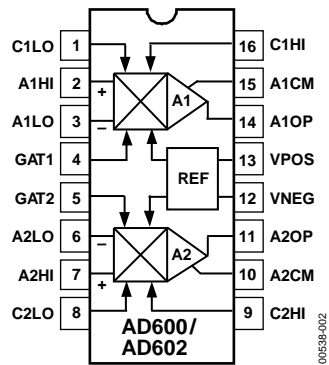 C1LO 1 16 C1HI
A1HI 2 + A1 15 A1CM
A1LO 3 – 14 A1OP
GAT1 4 REF 13 VPOS
GAT2 5 12 VNEG
A2LO 6 – A2 11 A2OP
A2HI 7 + 10 A2CM
C2LO 8 9 C2HI
AD600/
AD602
00538-002